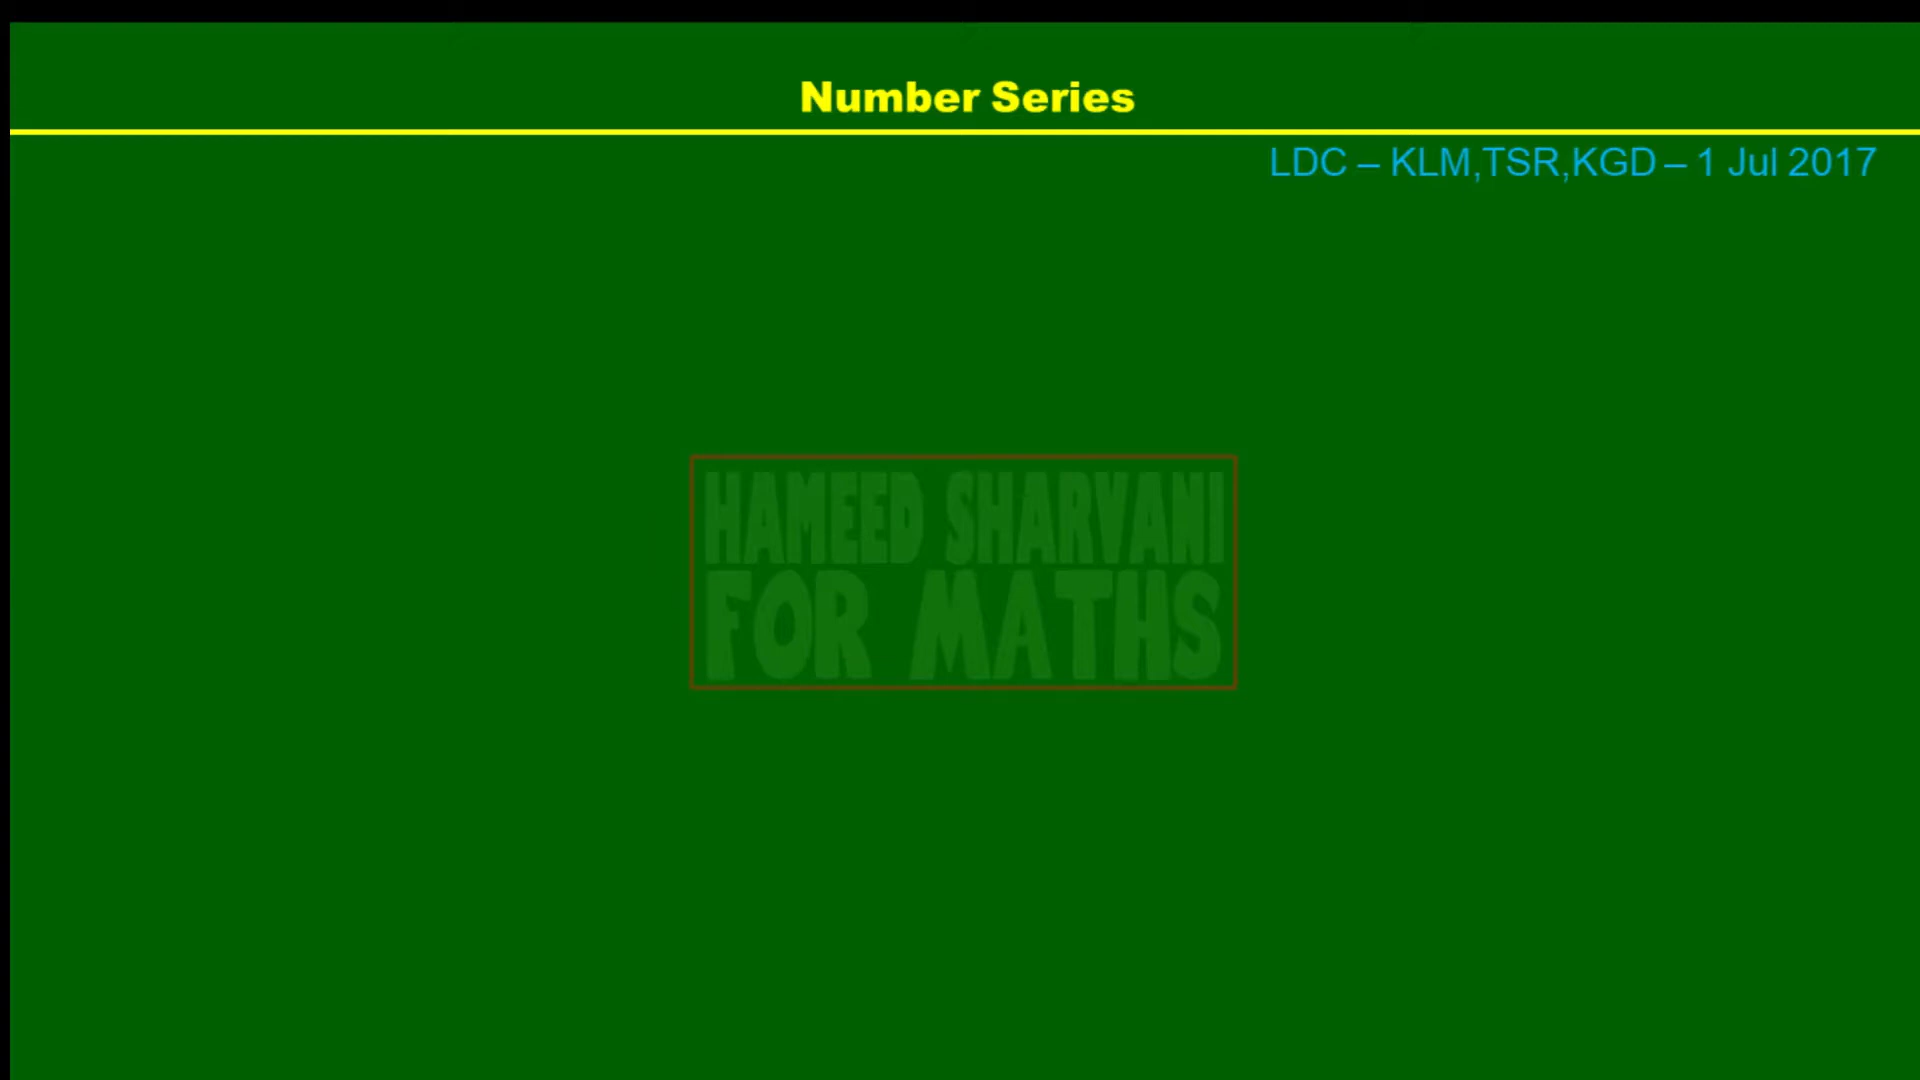 Number Series
LDC – KLM,TSR,KGD – 1 Jul 2017
HAMEED SHARVANI
FOR MATHS